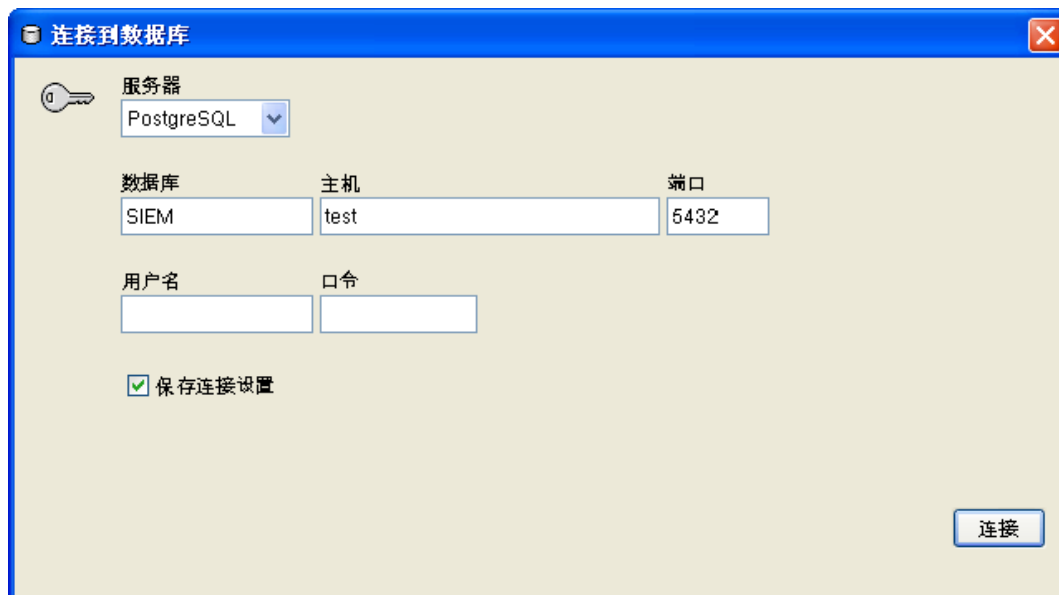 连接到数据库
服务器
PostgreSQL
数据库 主机 端口
SIEM test 5432
用户名 口令
保存连接设置
连接